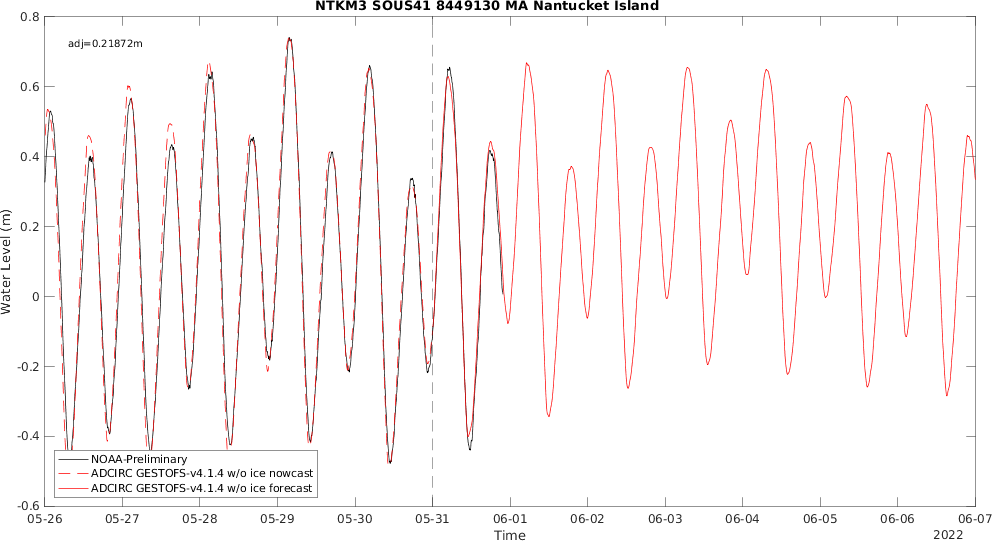 NTKM3 SOUS41 8449130 MA Nantucket Island
adj=0.21872m
0.8
0.6
0.4
0.2
0
-0.2
-0.4
-0.6
Water Level (m)
NOAA-Preliminary
ADCIRC GESTOFS-v4.1.4 w/o ice nowcast
ADCIRC GESTOFS-v4.1.4 w/o ice forecast
05-26 05-27 05-28 05-29 05-30 05-31 06-01 06-02 06-03 06-04 06-05 06-06 06-07
Time
2022